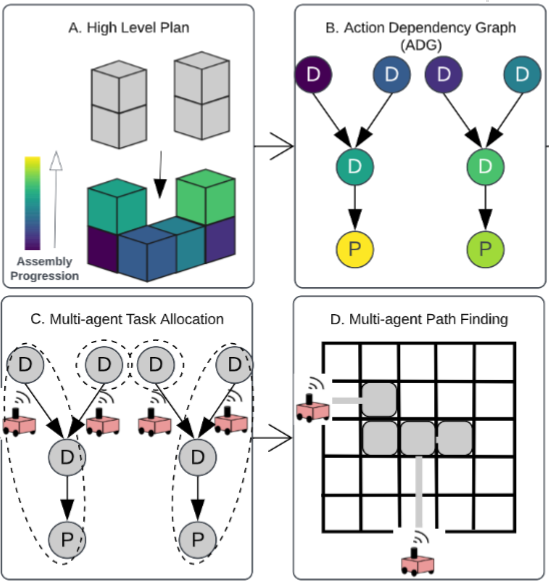 A. High Level Plan
Assembly
Progression
B. Action Dependency Graph
(ADG)
D D D D
D D
P P
C. Multi-agent Task Allocation
D D D D
D D
P P
D. Multi-agent Path Finding